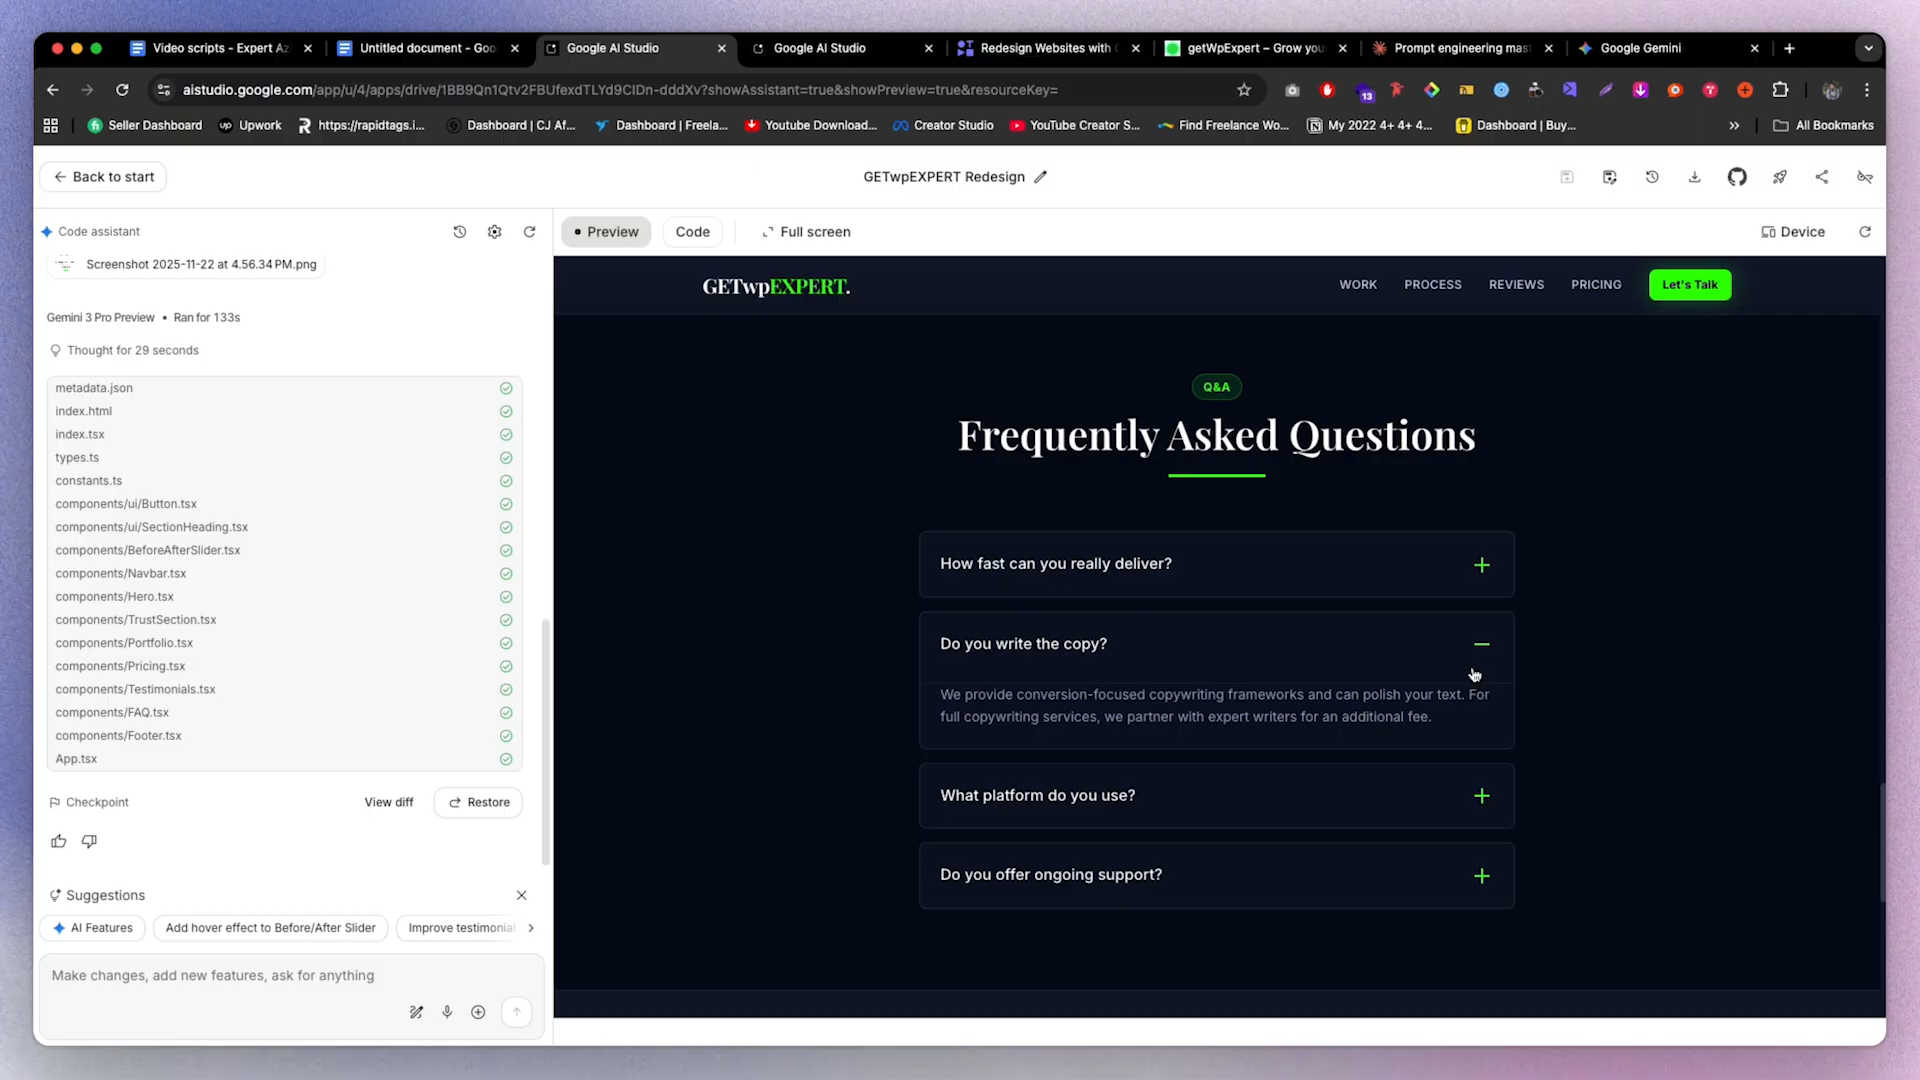 Video scripts - Expert Az
Untitled document - Goo
Google AI Studio
Google AI Studio
Redesign Websites with
getWpExpert – Grow you
Prompt engineering mas
Google Gemini
aistudio.google.com/app/u/4/apps/drive/1BB9Qn1Qtv2FBUfexdTLYd9CIDn-dddXv?showAssistant=true&showPreview=true&resourceKey=
13
Seller Dashboard
Upwork
https://rapidtags.i...
Dashboard | CJ Af...
Dashboard | Freela...
Youtube Download...
Creator Studio
YouTube Creator S...
Find Freelance Wo...
My 2022 4+ 4+ 4...
Dashboard | Buy...
All Bookmarks
Back to start
GETwpEXPERT Redesign
Code assistant
Preview
Code
Full screen
Device
Screenshot 2025-11-22 at 4.56.34 PM.png
Gemini 3 Pro Preview • Ran for 133s
Thought for 29 seconds
metadata.json
index.html
index.tsx
types.ts
constants.ts
components/ui/Button.tsx
components/ui/SectionHeading.tsx
components/BeforeAfterSlider.tsx
components/Navbar.tsx
components/Hero.tsx
components/TrustSection.tsx
components/Portfolio.tsx
components/Pricing.tsx
components/Testimonials.tsx
components/FAQ.tsx
components/Footer.tsx
App.tsx
Checkpoint
View diff
Restore
Suggestions
AI Features
Add hover effect to Before/After Slider
Improve testimonial
Make changes, add new features, ask for anything
GETwpEXPERT.
WORK
PROCESS
REVIEWS
PRICING
Let's Talk
Q&A
Frequently Asked Questions
How fast can you really deliver?
Do you write the copy?
We provide conversion-focused copywriting frameworks and can polish your text. For
full copywriting services, we partner with expert writers for an additional fee.
What platform do you use?
Do you offer ongoing support?